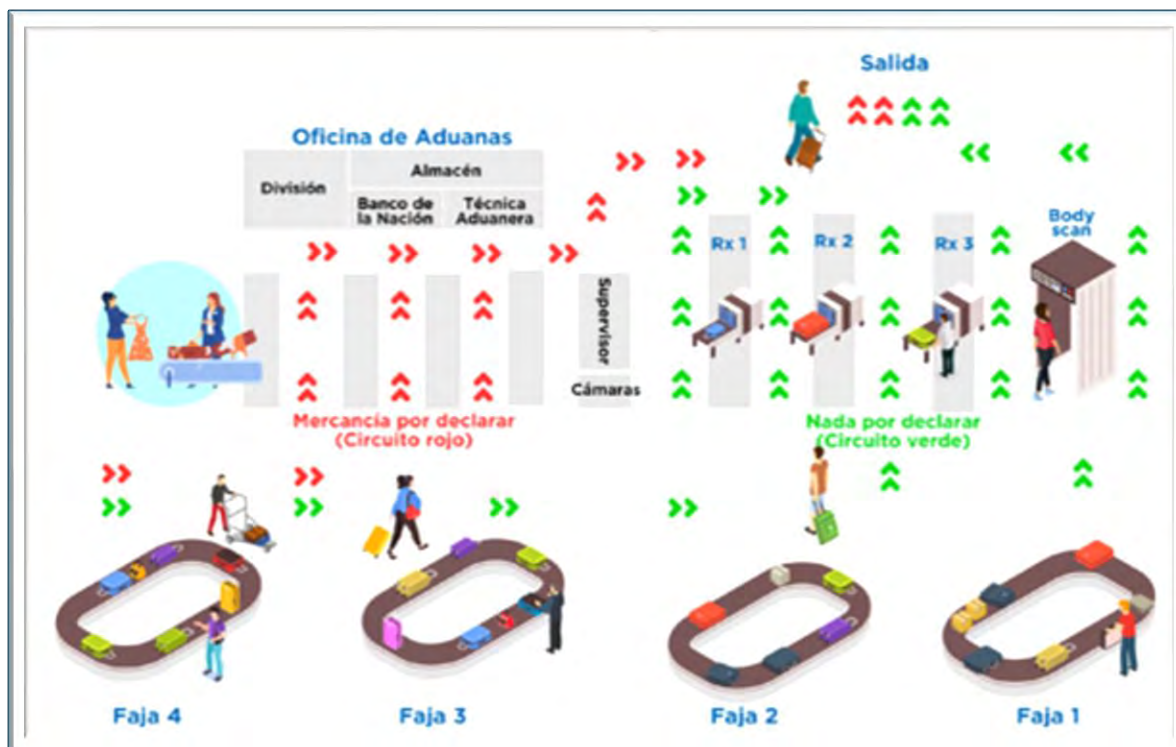 Salida
Oficina de Aduanas
División
Almacén
Banco de
la Nación
Técnica
Aduanera
Rx 1
Rx 2
Rx 3
Body
scan
Supervisor
Cámaras
Mercancía por declarar
(Circuito rojo)
Nada por declarar
(Circuito verde)
Faja 4
Faja 3
Faja 2
Faja 1